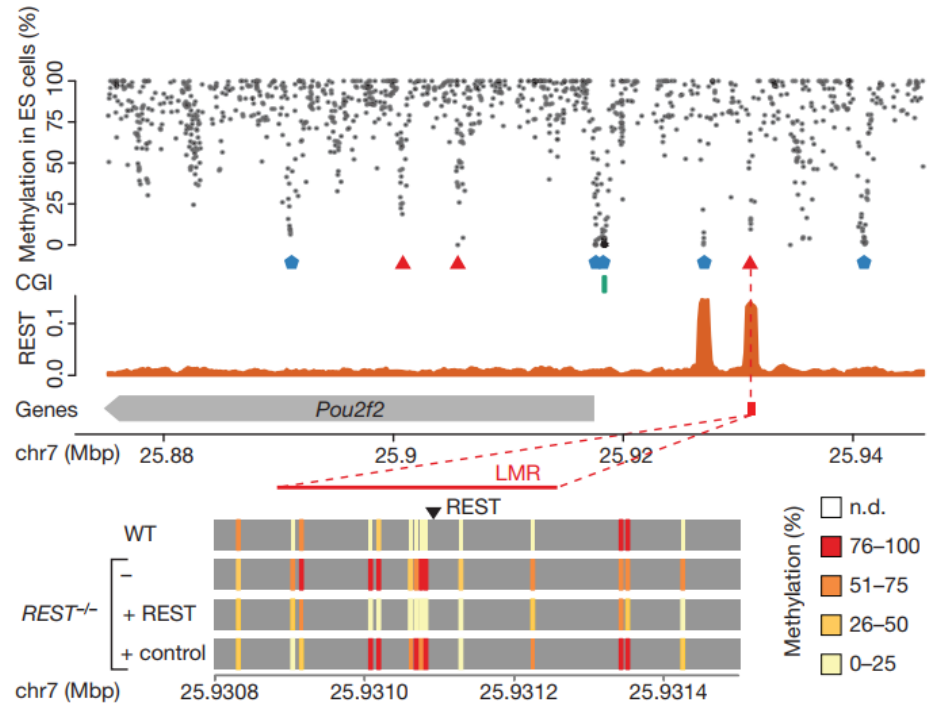 Methylation in ES cells (%)
100
75
50
25
0
CGI
REST
0.1
0.0
Genes
Pou2f2
chr7 (Mbp)
25.88
25.9
25.92
25.94
LMR
REST
WT
REST−/−
−
+ REST
+ control
chr7 (Mbp)
25.9308
25.9310
25.9312
25.9314
Methylation (%)
n.d.
76–100
51–75
26–50
0–25